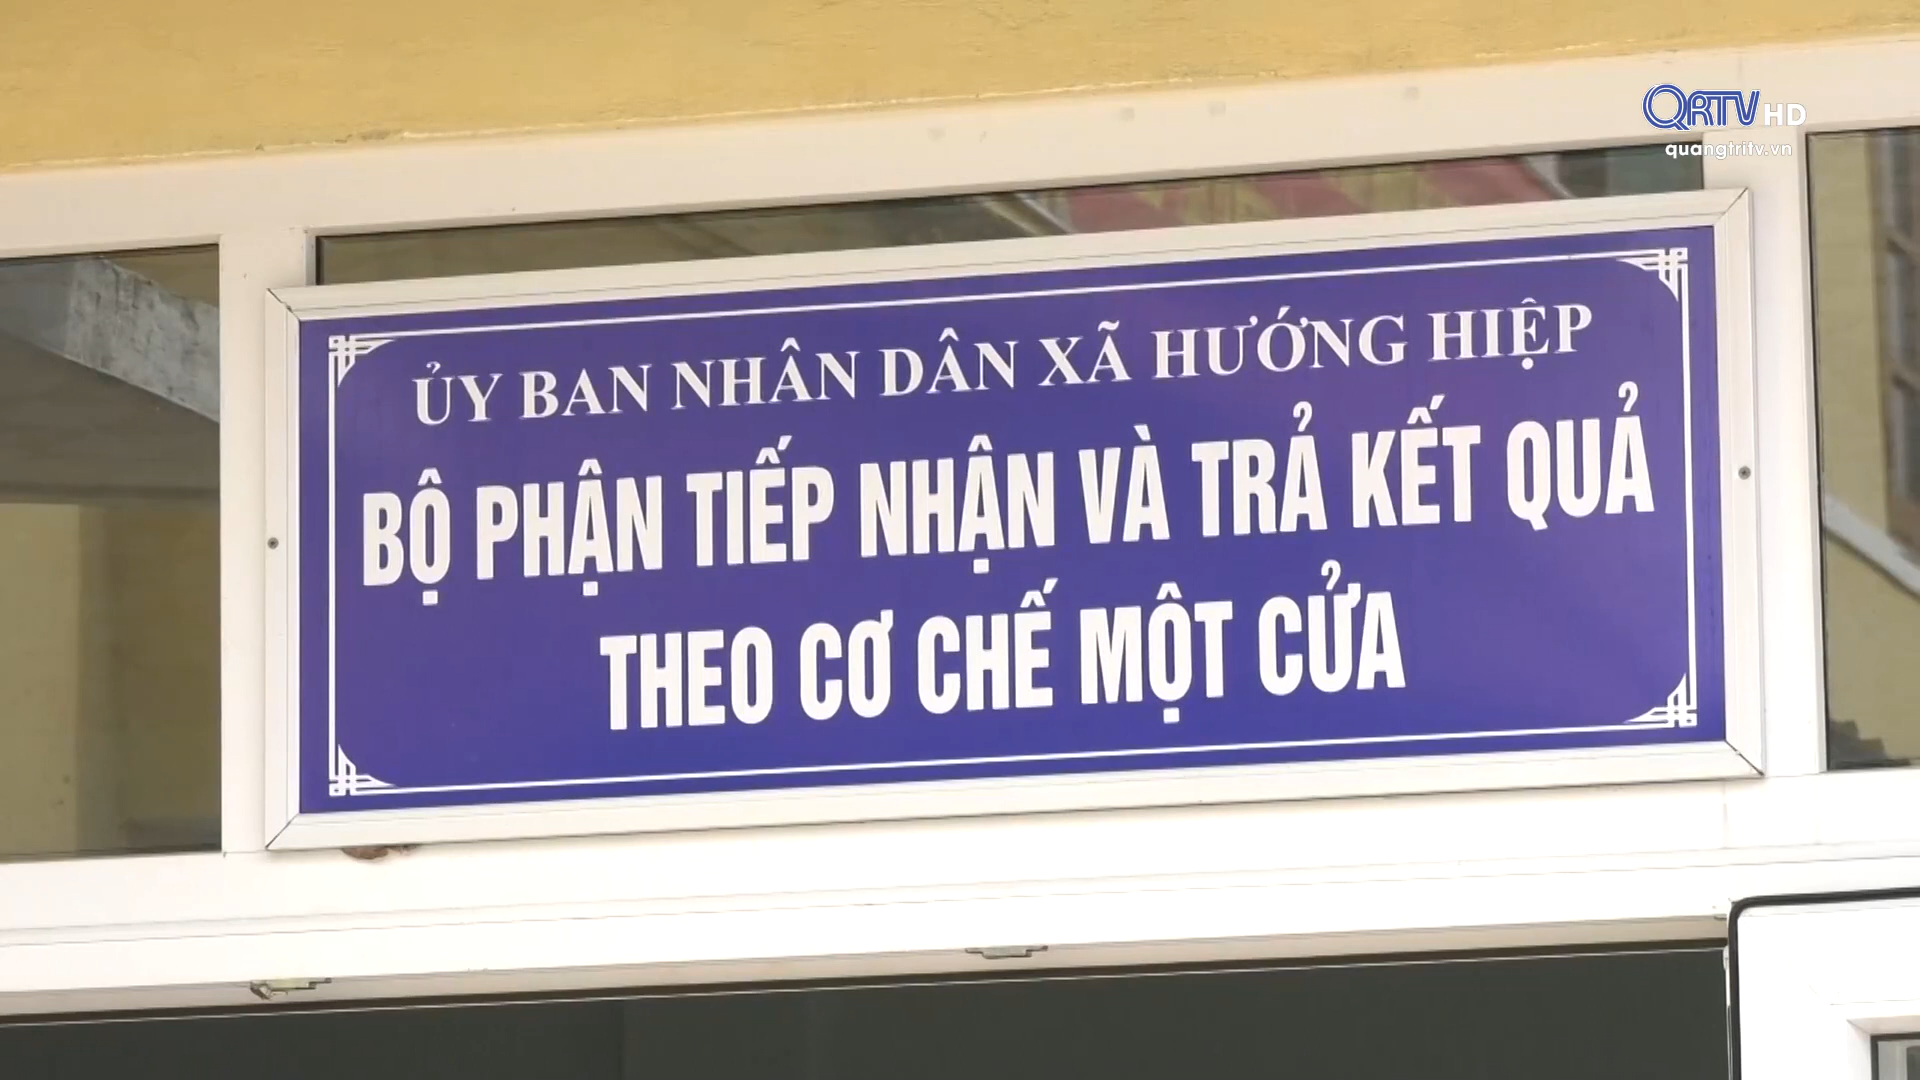 QRTV HD
quangtritv.vn
ỦY BAN NHÂN DÂN XÃ HƯỚNG HIỆP
BỘ PHẬN TIẾP NHẬN VÀ TRẢ KẾT QUẢ
THEO CƠ CHẾ MỘT CỬA